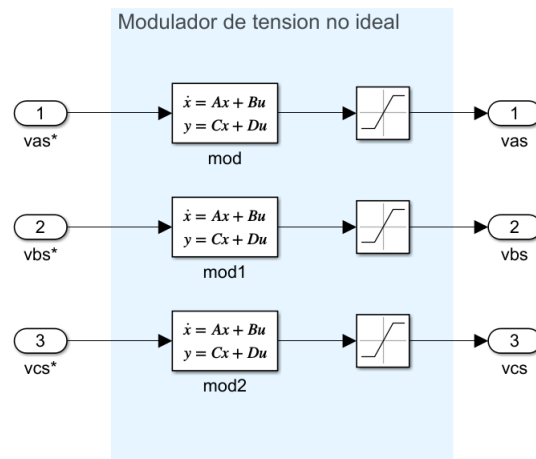 Modulador de tension no ideal
1
vas*
ẋ = Ax + Bu
y = Cx + Du
mod
1
vas
2
vbs*
ẋ = Ax + Bu
y = Cx + Du
mod1
2
vbs
3
vcs*
ẋ = Ax + Bu
y = Cx + Du
mod2
3
vcs